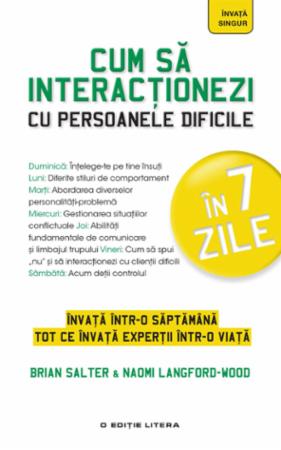 ÎNVAȚĂ
SINGUR
CUM SĂ
INTERACȚIONEZI
CU PERSOANELE DIFICILE
Duminică: Înțelege-te pe tine însuți
Luni: Diferite stiluri de comportament
Marți: Abordarea diverselor
personalități-problemă
Miercuri: Gestionarea situațiilor
conflictuale Joi: Abilități
fundamentale de comunicare
și limbajul trupului Vineri: Cum să spui
„nu” și să interacționezi cu clienții dificili
Sâmbătă: Acum deții controlul
ÎN 7
ZILE
ÎNVAȚĂ ÎNTR-O SĂPTĂMÂNĂ
TOT CE ÎNVAȚĂ EXPERȚII ÎNTR-O VIAȚĂ
BRIAN SALTER & NAOMI LANGFORD-WOOD
O EDIȚIE LITERA